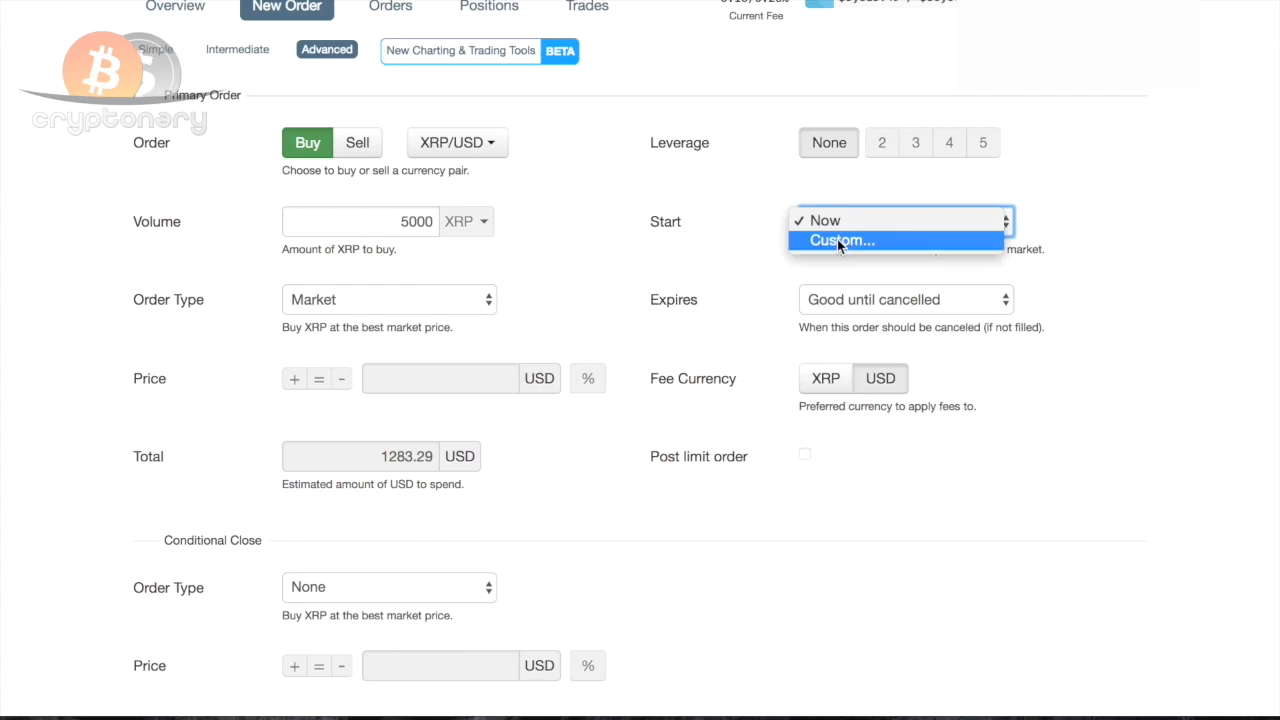 Overview New Order Orders Positions Trades
Current Fee
Simple Intermediate Advanced New Charting & Trading Tools BETA
cryptonary
Primary Order
Order Buy Sell XRP/USD Leverage None 2 3 4 5
Choose to buy or sell a currency pair.
Volume 5000 XRP Start Now
Custom...
Amount of XRP to buy. market.
Order Type Market Expires Good until cancelled
Buy XRP at the best market price. When this order should be canceled (if not filled).
Price + = - USD % Fee Currency XRP USD
Preferred currency to apply fees to.
Total 1283.29 USD Post limit order
Estimated amount of USD to spend.
Conditional Close
Order Type None
Buy XRP at the best market price.
Price + = - USD %